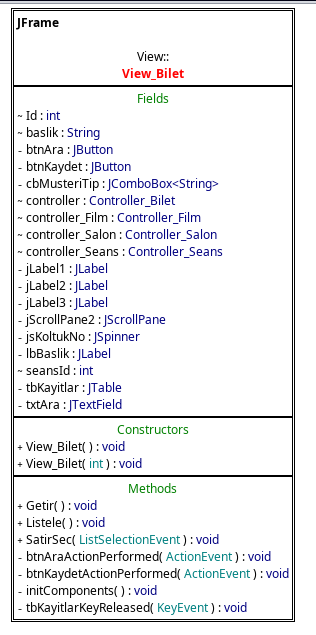 JFrame
View::
View_Bilet
Fields
~ Id : int
~ baslik : String
- btnAra : JButton
- btnKaydet : JButton
- cbMusteriTip : JComboBox<String>
~ controller : Controller_Bilet
~ controller_Film : Controller_Film
~ controller_Salon : Controller_Salon
~ controller_Seans : Controller_Seans
- jLabel1 : JLabel
- jLabel2 : JLabel
- jLabel3 : JLabel
- jScrollPane2 : JScrollPane
- jsKoltukNo : JSpinner
- lbBaslik : JLabel
~ seansId : int
- tbKayitlar : JTable
- txtAra : JTextField
Constructors
+ View_Bilet( ) : void
+ View_Bilet( int ) : void
Methods
+ Getir( ) : void
+ Listele( ) : void
+ SatirSec( ListSelectionEvent ) : void
- btnAraActionPerformed( ActionEvent ) : void
- btnKaydetActionPerformed( ActionEvent ) : void
- initComponents( ) : void
- tbKayitlarKeyReleased( KeyEvent ) : void